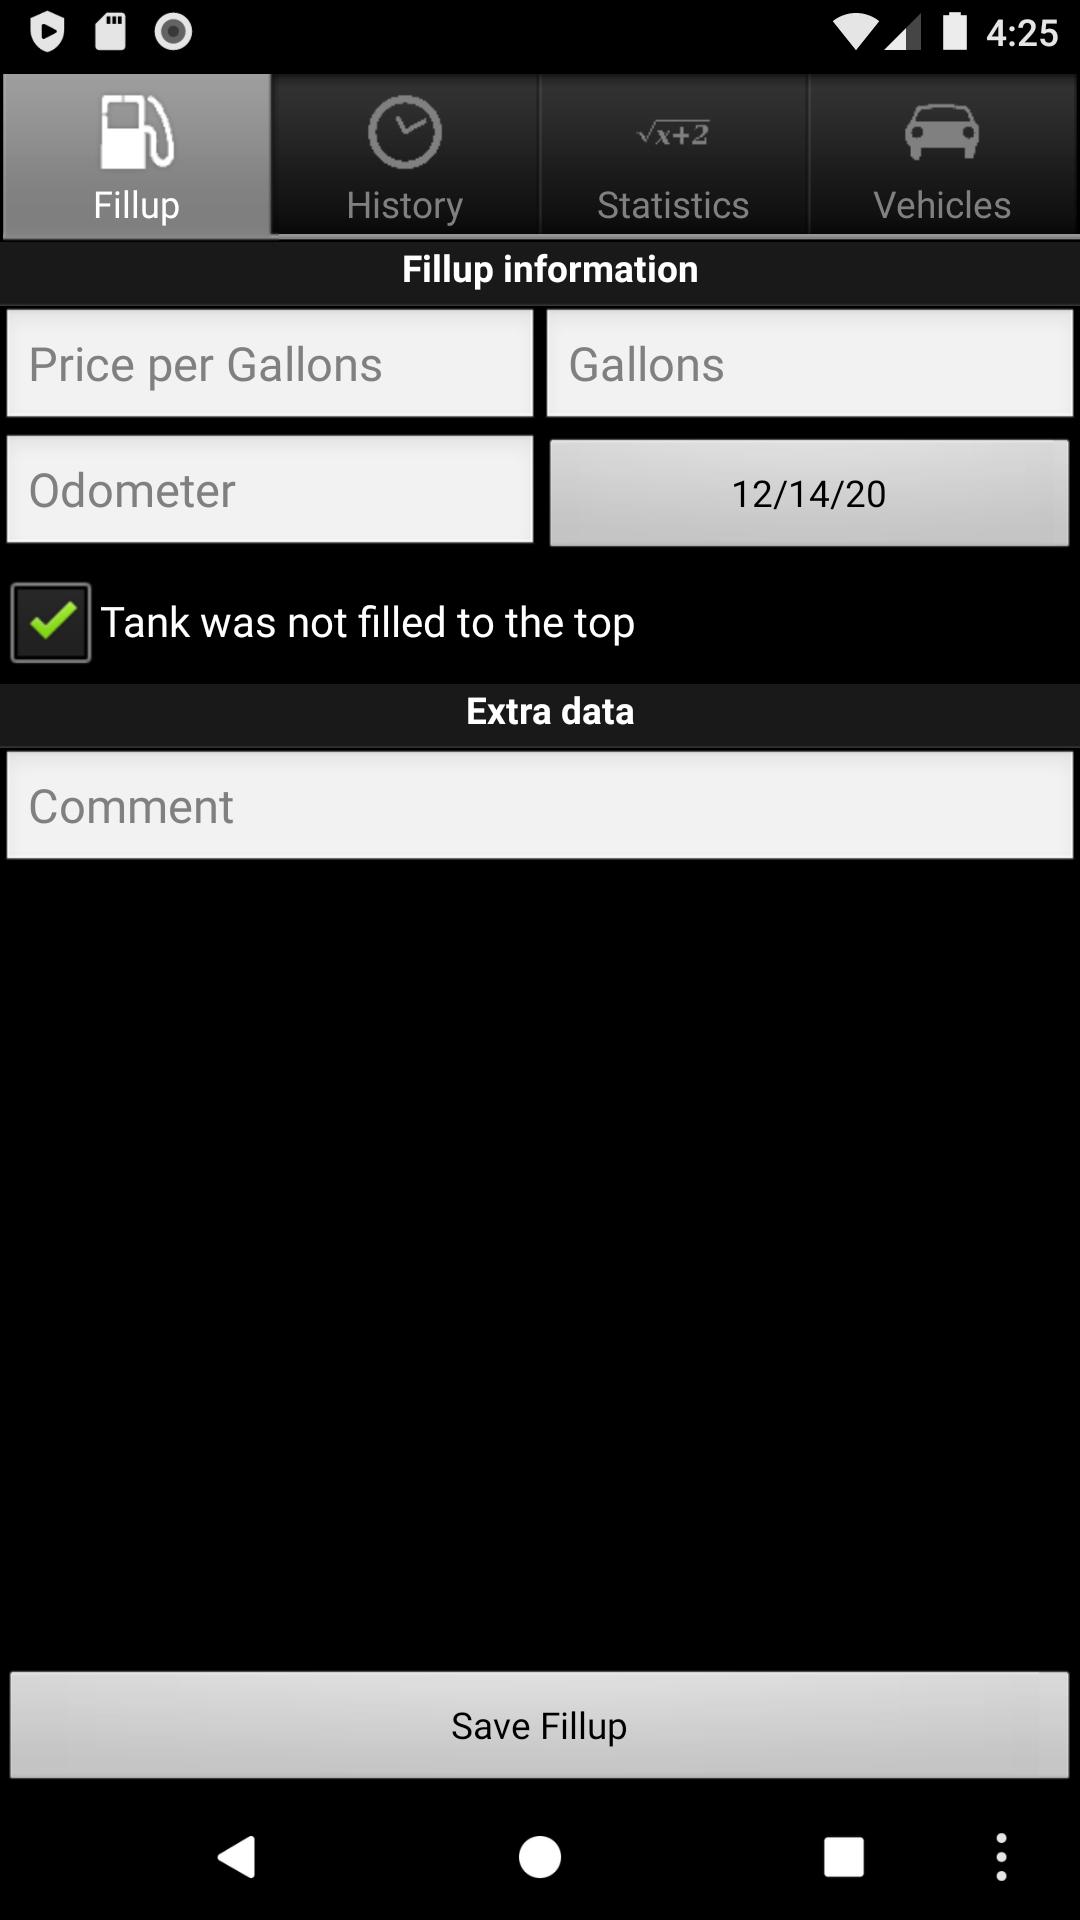 4:25
Fillup History √x+2 Statistics Vehicles
Fillup information
Price per Gallons Gallons
Odometer 12/14/20
Tank was not filled to the top
Extra data
Comment
Save Fillup